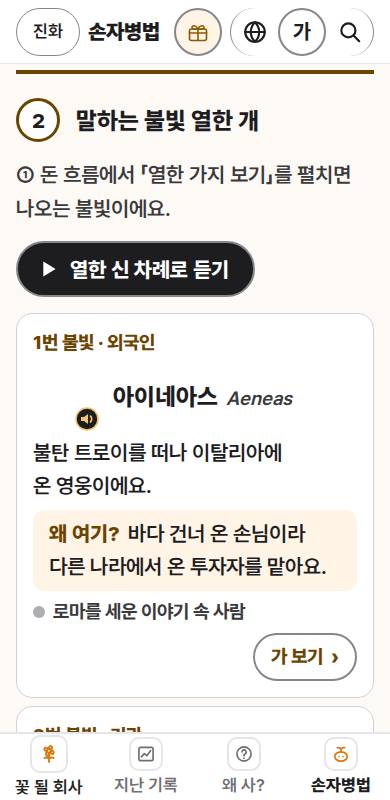 진화 손자병법 가
2 말하는 불빛 열한 개
① 돈 흐름에서 「열한 가지 보기」를 펼치면
나오는 불빛이에요.
▶ 열한 신 차례로 듣기
1번 불빛 · 외국인
아이네아스 Aeneas
불탄 트로이를 떠나 이탈리아에
온 영웅이에요.
왜 여기? 바다 건너 온 손님이라
다른 나라에서 온 투자자를 맡아요.
로마를 세운 이야기 속 사람
가 보기 ›
꽃 필 회사 지난 기록 왜 사? 손자병법